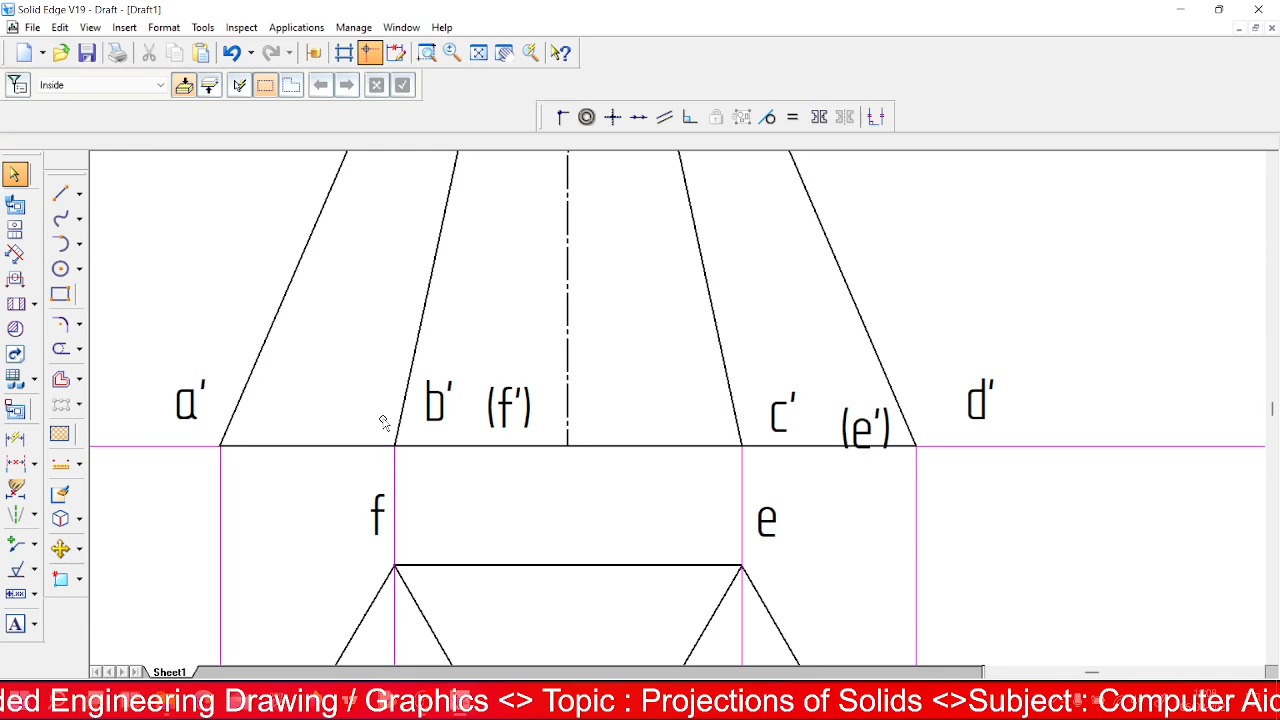 Solid Edge V19 - Draft - [Draft1]
File Edit View Insert Format Tools Inspect Applications Manage Window Help
Inside
a' b' (f') c' (e') d'
f e
A
Sheet1
ded Engineering Drawing / Graphics <> Topic : Projections of Solids <>Subject : Computer Aid